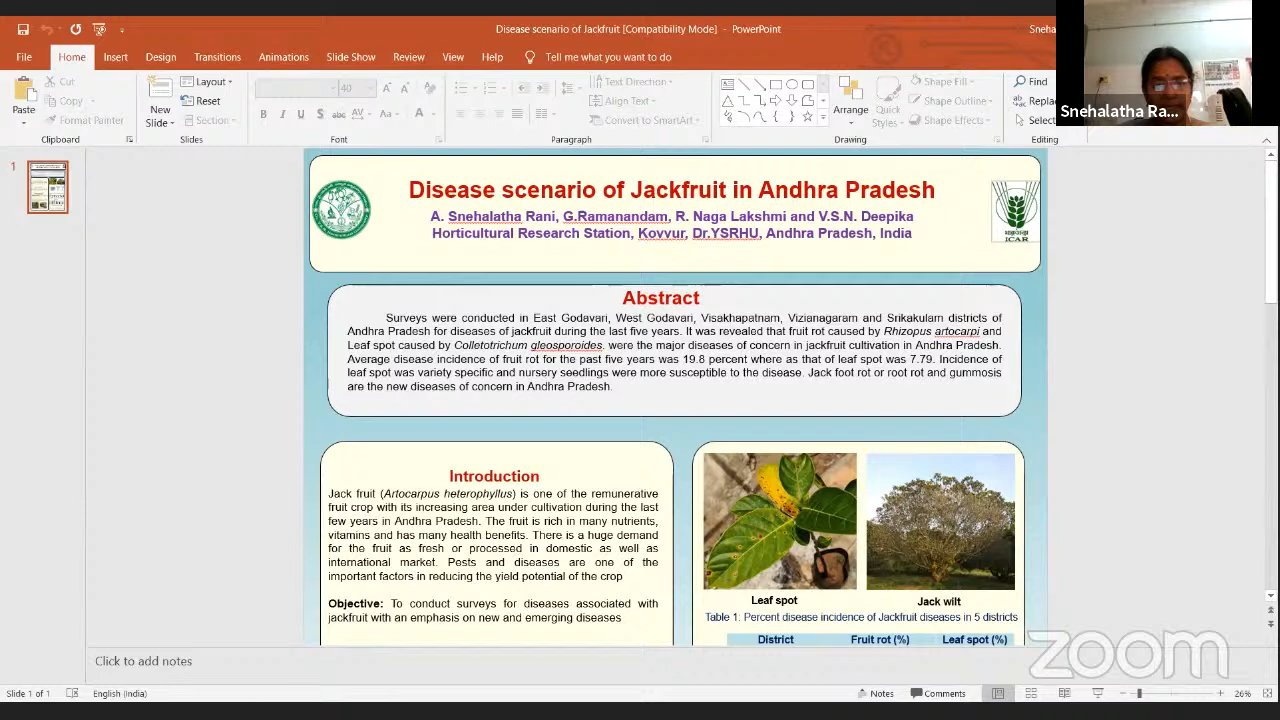 Disease scenario of Jackfruit [Compatibility Mode] - PowerPoint
Sneha
File Home Insert Design Transitions Animations Slide Show Review View Help Tell me what you want to do
Cut
Copy
Format Painter
Paste
Clipboard
New
Slide
Layout
Reset
Section
Slides
40
Font
Text Direction
Align Text
Convert to SmartArt
Paragraph
Arrange
Quick
Styles
Shape Fill
Shape Outline
Shape Effects
Drawing
Find
Replac
Select
Editing
Snehalatha Ra...
1
Disease scenario of Jackfruit in Andhra Pradesh
A. Snehalatha Rani, G.Ramanandam, R. Naga Lakshmi and V.S.N. Deepika
Horticultural Research Station, Kovvur, Dr.YSRHU, Andhra Pradesh, India
ICAR
Abstract
Surveys were conducted in East Godavari, West Godavari, Visakhapatnam, Vizianagaram and Srikakulam districts of
Andhra Pradesh for diseases of jackfruit during the last five years. It was revealed that fruit rot caused by Rhizopus artocarpi and
Leaf spot caused by Colletotrichum gleosporoides. were the major diseases of concern in jackfruit cultivation in Andhra Pradesh.
Average disease incidence of fruit rot for the past five years was 19.8 percent where as that of leaf spot was 7.79. Incidence of
leaf spot was variety specific and nursery seedlings were more susceptible to the disease. Jack foot rot or root rot and gummosis
are the new diseases of concern in Andhra Pradesh.
Introduction
Jack fruit (Artocarpus heterophyllus) is one of the remunerative
fruit crop with its increasing area under cultivation during the last
few years in Andhra Pradesh. The fruit is rich in many nutrients,
vitamins and has many health benefits. There is a huge demand
for the fruit as fresh or processed in domestic as well as
international market. Pests and diseases are one of the
important factors in reducing the yield potential of the crop
Objective: To conduct surveys for diseases associated with
jackfruit with an emphasis on new and emerging diseases
Leaf spot Jack wilt
Table 1: Percent disease incidence of Jackfruit diseases in 5 districts
District Fruit rot (%) Leaf spot (%)
zoom
Click to add notes
Slide 1 of 1 English (India) Notes Comments 26%